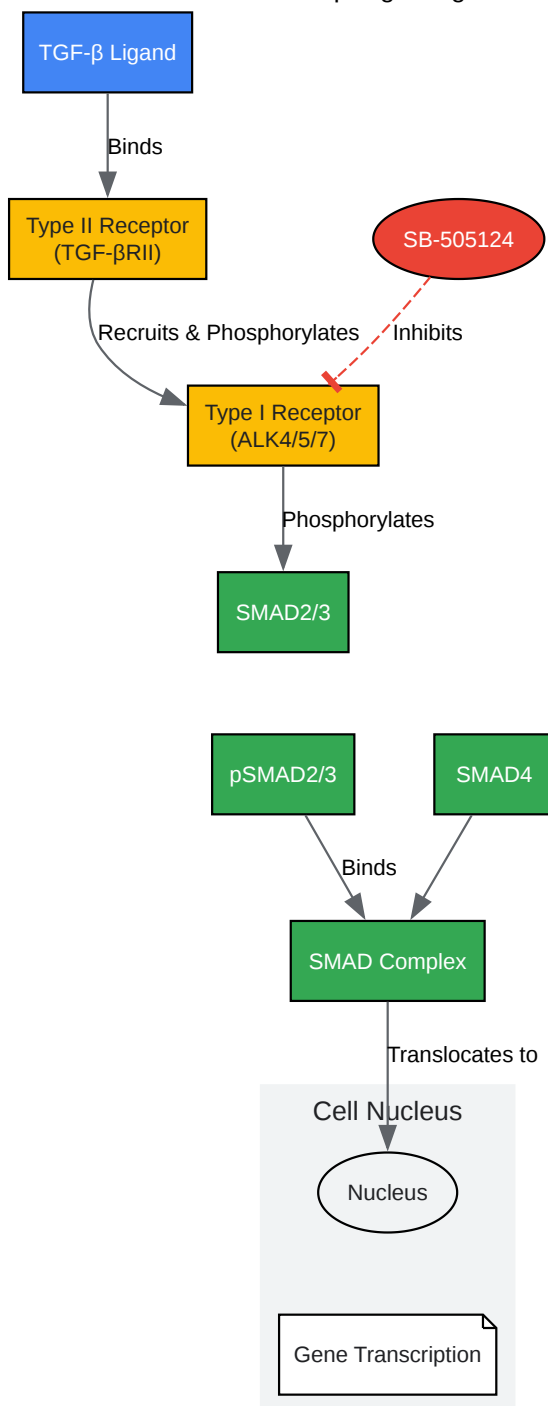 TGF-β Ligand
Binds
Type II Receptor
(TGF-βRII)
SB-505124
Recruits & Phosphorylates
Inhibits
Type I Receptor
(ALK4/5/7)
Phosphorylates
SMAD2/3
pSMAD2/3
SMAD4
Binds
SMAD Complex
Translocates to
Cell Nucleus
Nucleus
Gene Transcription